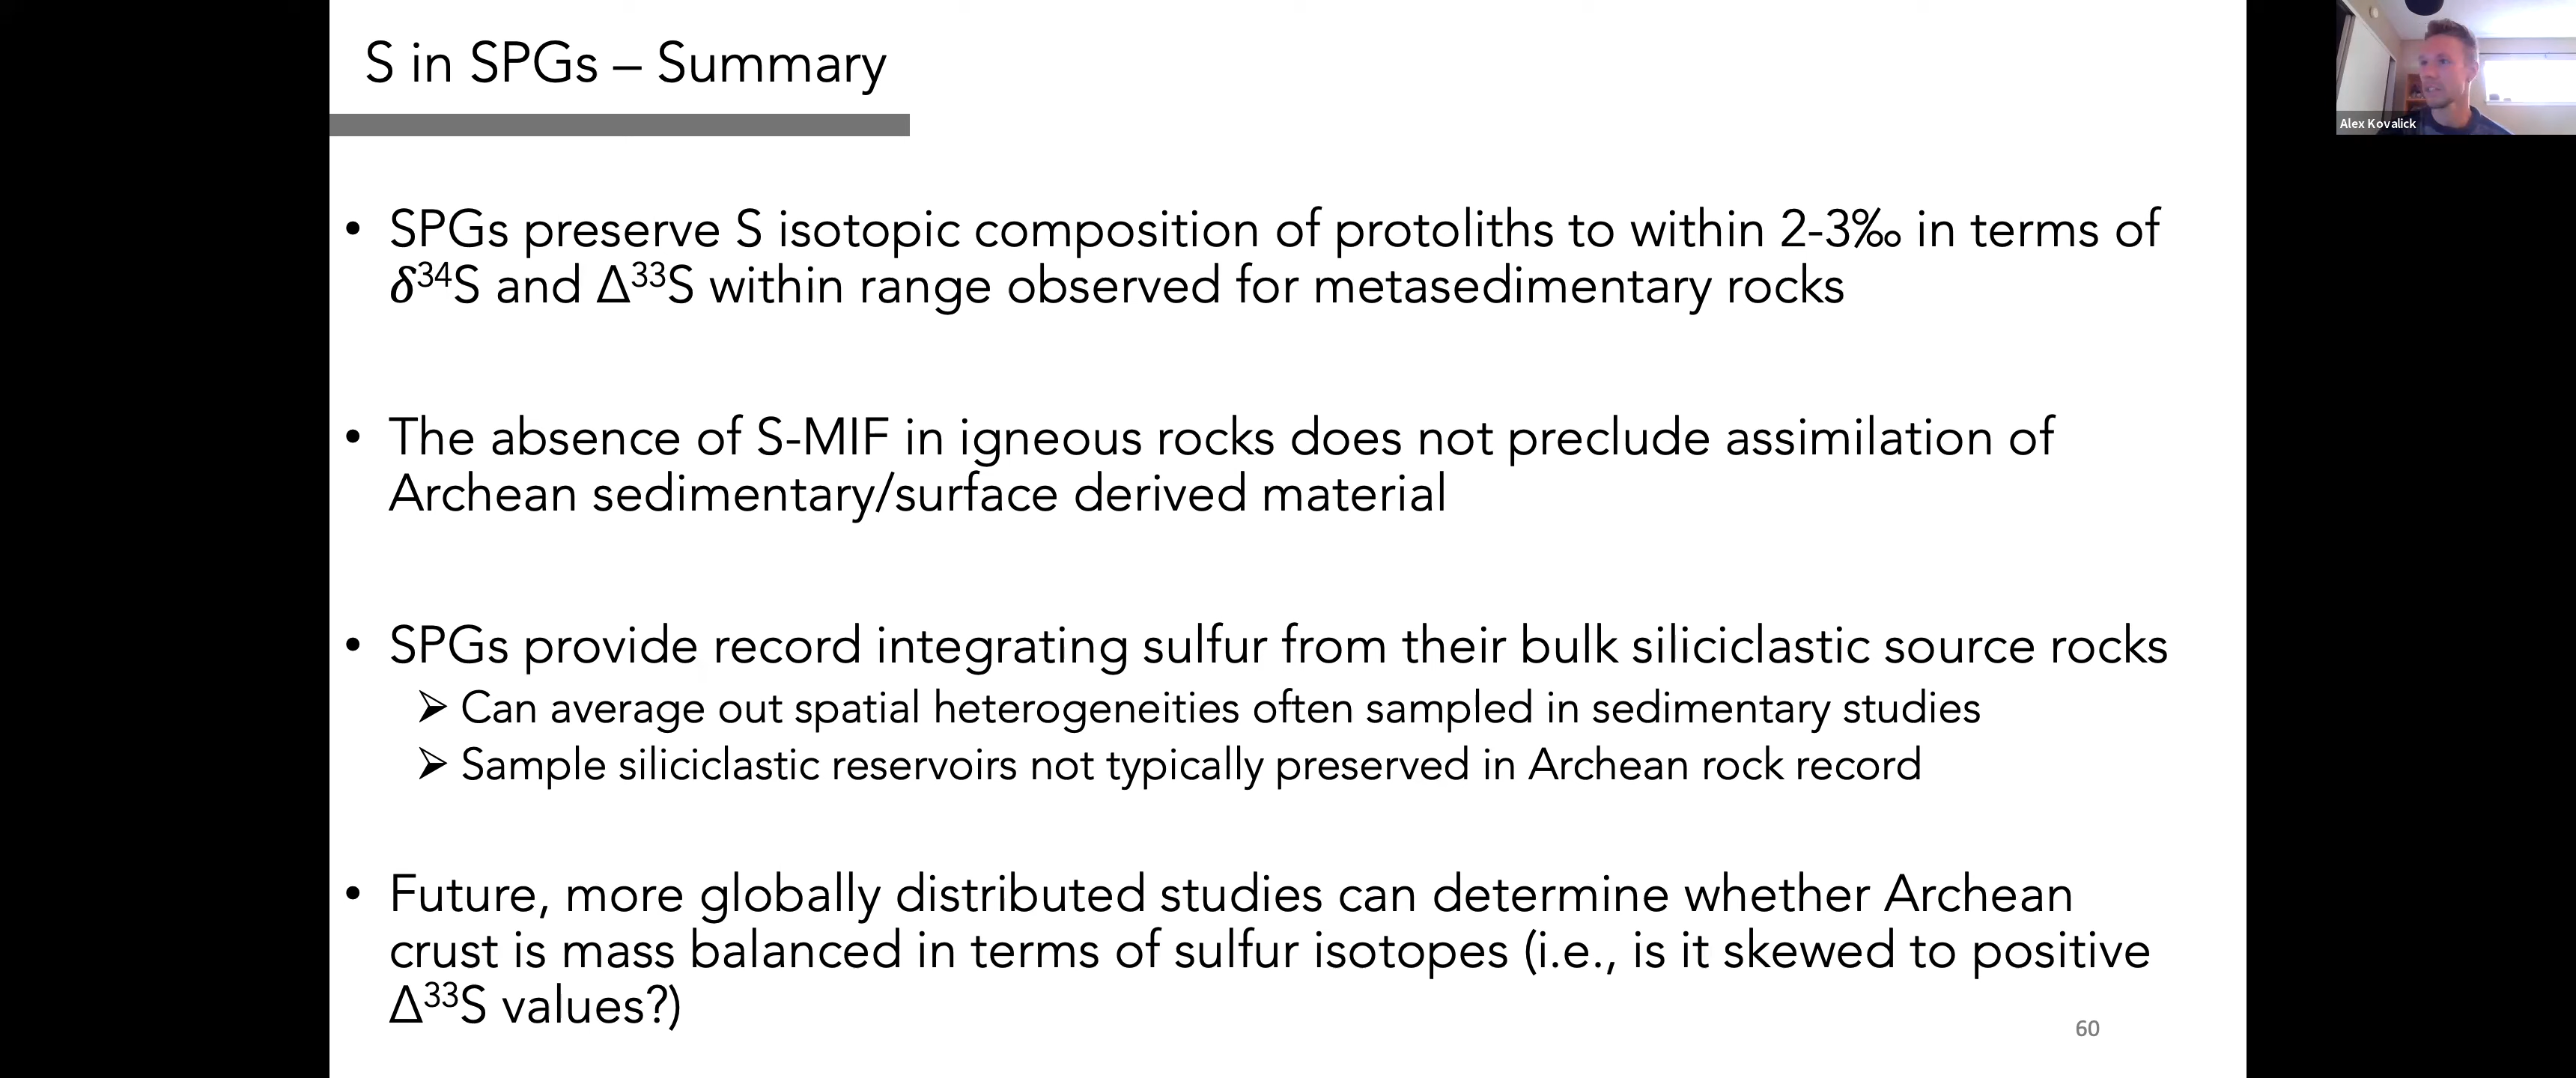 S in SPGs – Summary
Alex Kovalick
• SPGs preserve S isotopic composition of protoliths to within 2-3‰ in terms of
δ³⁴S and Δ³³S within range observed for metasedimentary rocks
• The absence of S-MIF in igneous rocks does not preclude assimilation of
Archean sedimentary/surface derived material
• SPGs provide record integrating sulfur from their bulk siliciclastic source rocks
➢ Can average out spatial heterogeneities often sampled in sedimentary studies
➢ Sample siliciclastic reservoirs not typically preserved in Archean rock record
• Future, more globally distributed studies can determine whether Archean
crust is mass balanced in terms of sulfur isotopes (i.e., is it skewed to positive
Δ³³S values?)
60